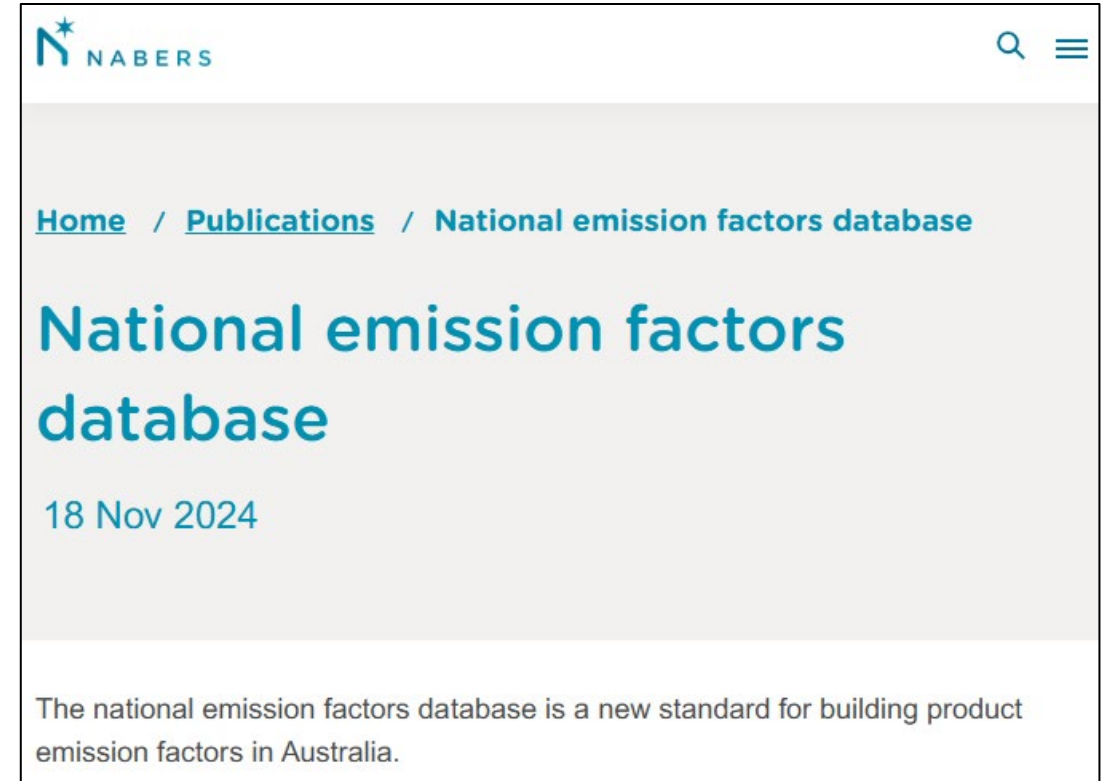 NABERS
Home / Publications / National emission factors database
National emission factors
database
18 Nov 2024
The national emission factors database is a new standard for building product
emission factors in Australia.